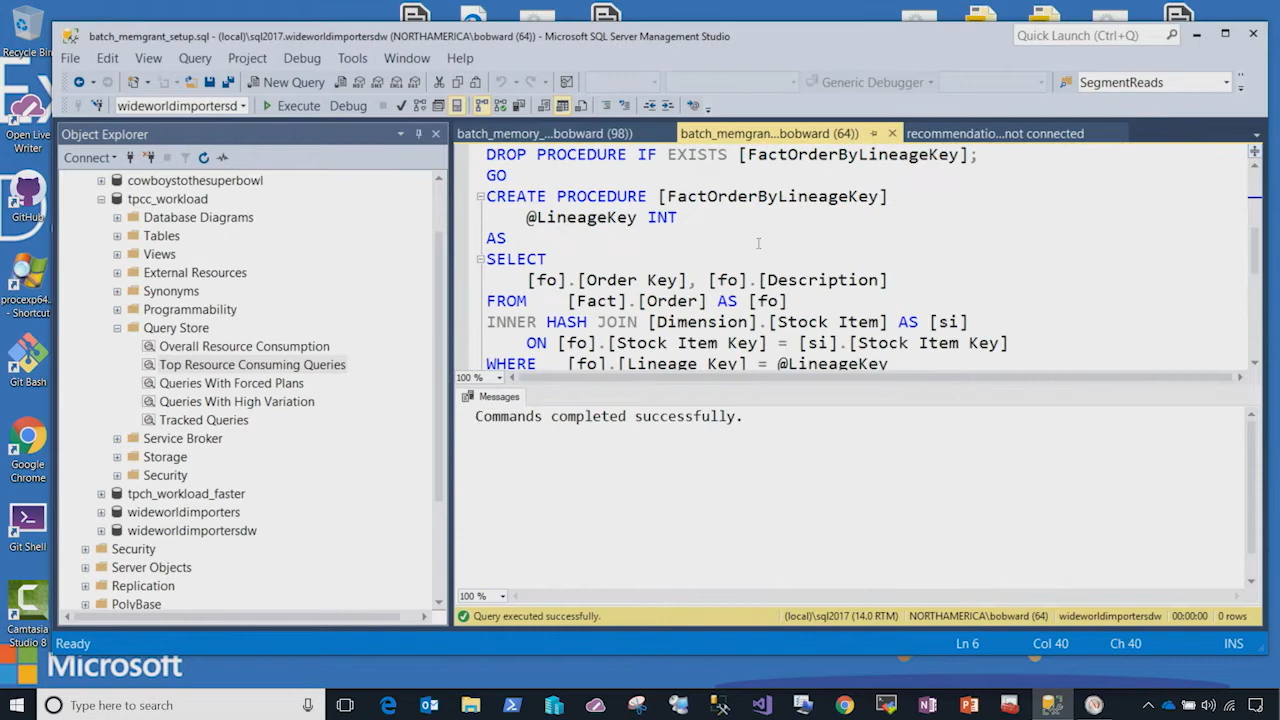 Recycle Bin
Open Live Writer
GitHub
procexp64. - Shortcut
Git Bash
Google Chrome
Git Shell
Camtasia Studio 8
batch_memgrant_setup.sql - (local)\sql2017.wideworldimportersdw (NORTHAMERICA\bobward (64)) - Microsoft SQL Server Management Studio
Quick Launch (Ctrl+Q)
File Edit View Query Project Debug Tools Window Help
New Query
Generic Debugger
SegmentReads
wideworldimportersd
Execute Debug
Object Explorer
Connect
cowboystothesuperbowl
tpcc_workload
Database Diagrams
Tables
Views
External Resources
Synonyms
Programmability
Query Store
Overall Resource Consumption
Top Resource Consuming Queries
Queries With Forced Plans
Queries With High Variation
Tracked Queries
Service Broker
Storage
Security
tpch_workload_faster
wideworldimporters
wideworldimportersdw
Security
Server Objects
Replication
PolyBase
batch_memory_...bobward (98))
batch_memgran...bobward (64))
recommendatio...not connected
DROP PROCEDURE IF EXISTS [FactOrderByLineageKey];
GO
CREATE PROCEDURE [FactOrderByLineageKey]
@LineageKey INT
AS
SELECT
[fo].[Order Key], [fo].[Description]
FROM [Fact].[Order] AS [fo]
INNER HASH JOIN [Dimension].[Stock Item] AS [si]
ON [fo].[Stock Item Key] = [si].[Stock Item Key]
WHERE [fo].[Lineage Key] = @LineageKey
100 %
Messages
Commands completed successfully.
100 %
Query executed successfully.
(local)\sql2017 (14.0 RTM)
NORTHAMERICA\bobward (64)
wideworldimportersdw
00:00:00
0 rows
Ready
Ln 6
Col 40
Ch 40
INS
Microsoft
Type here to search